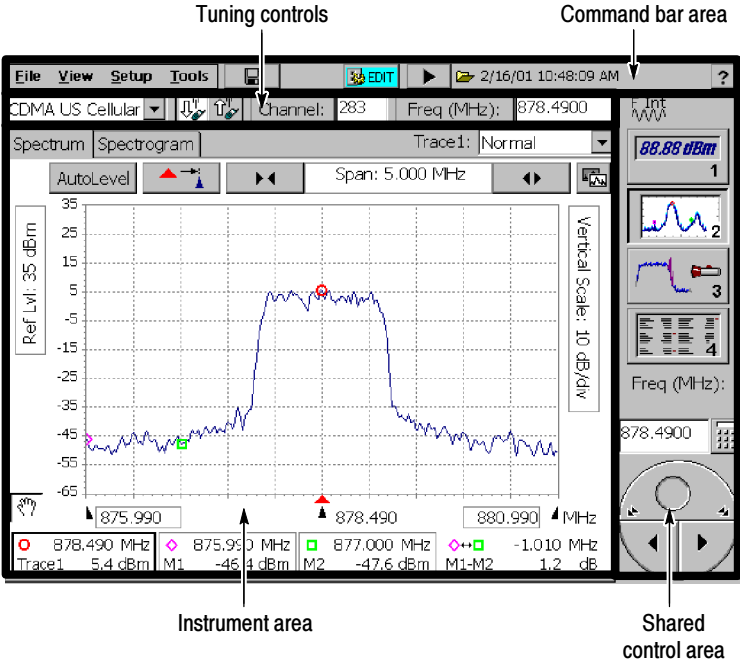 Tuning controls
Command bar area
File View Setup Tools EDIT 2/16/01 10:48:09 AM ?
CDMA US Cellular Channel: 283 Freq (MHz): 878.4900
F Int
Spectrum Spectrogram Trace1: Normal
AutoLevel Span: 5.000 MHz
88.88 dBm
1
2
3
4
Ref Lvl: 35 dBm
35
25
15
5
-5
-15
-25
-35
-45
-55
-65
Vertical Scale: 10 dB/div
Freq (MHz):
878.4900
875.990 878.490 880.990 MHz
878.490 MHz 875.990 MHz 877.000 MHz -1.010 MHz
Trace1 5.4 dBm M1 -46.4 dBm M2 -47.6 dBm M1-M2 1.2 dB
Instrument area
Shared
control area